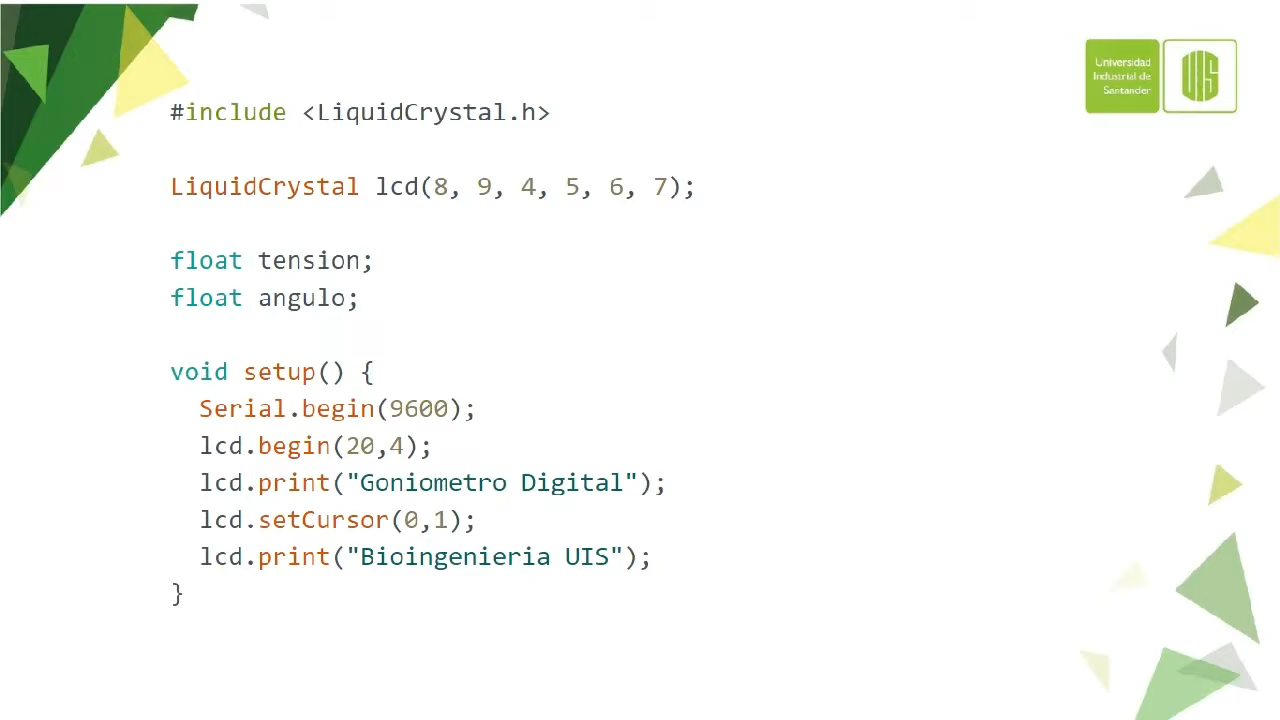 Universidad
Industrial de
Santander
UIS
#include <LiquidCrystal.h>
LiquidCrystal lcd(8, 9, 4, 5, 6, 7);
float tension;
float angulo;
void setup() {
  Serial.begin(9600);
  lcd.begin(20,4);
  lcd.print("Goniometro Digital");
  lcd.setCursor(0,1);
  lcd.print("Bioingenieria UIS");
}